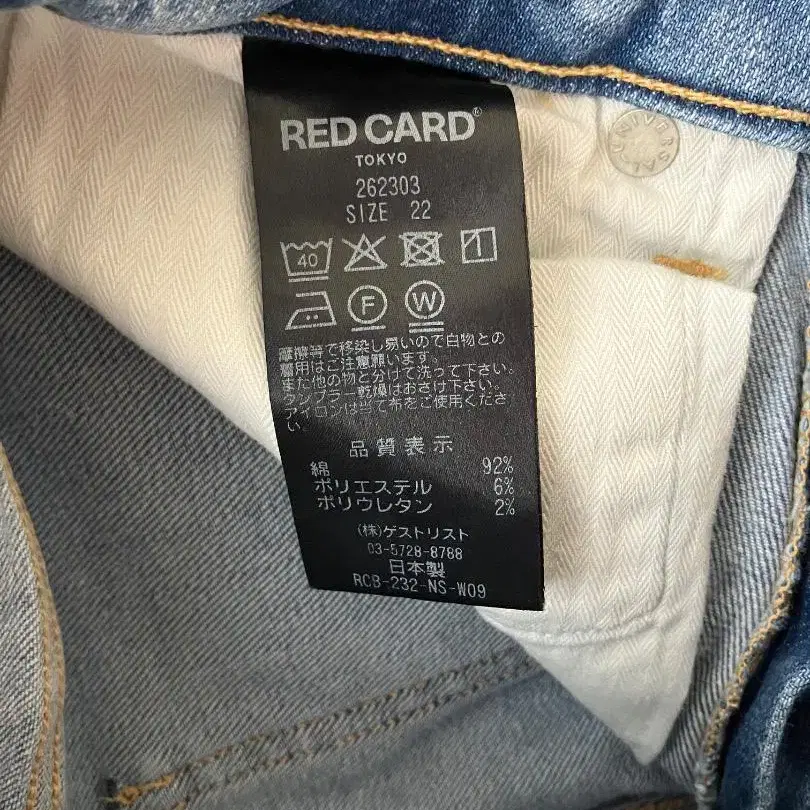 RED CARD®
TOKYO
262303
SIZE 22
40
F W
摩擦等で移染し易いので白物との
着用はご注意願います。
また他の物と分けて洗って下さい。
タンブラー乾燥はおさけ下さい。
アイロンは当て布をご使用くださ
い。
品質表示
綿 92%
ポリエステル 6%
ポリウレタン 2%
(株)ゲストリスト
03-5728-8788
日本製
RCB-232-NS-W09
UNIVERSAL